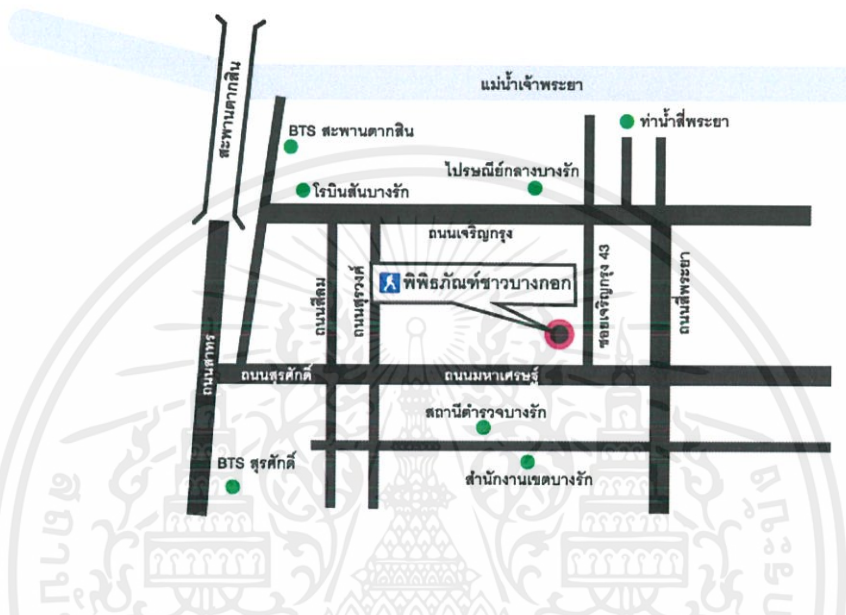 แม่น้ำเจ้าพระยา
สะพานตากสิน
ท่าน้ำสี่พระยา
BTS สะพานตากสิน
ไปรษณีย์กลางบางรัก
โรบินสันบางรัก
ถนนเจริญกรุง
พิพิธภัณฑ์ชาวบางกอก
ถนนสีลม
ถนนสุรวงค์
ซอยเจริญกรุง 43
ถนนสี่พระยา
ถนนสาทร
ถนนสุรศักดิ์
ถนนมหาเศรษฐ์
สถานีตำรวจบางรัก
BTS สุรศักดิ์
สำนักงานเขตบางรัก